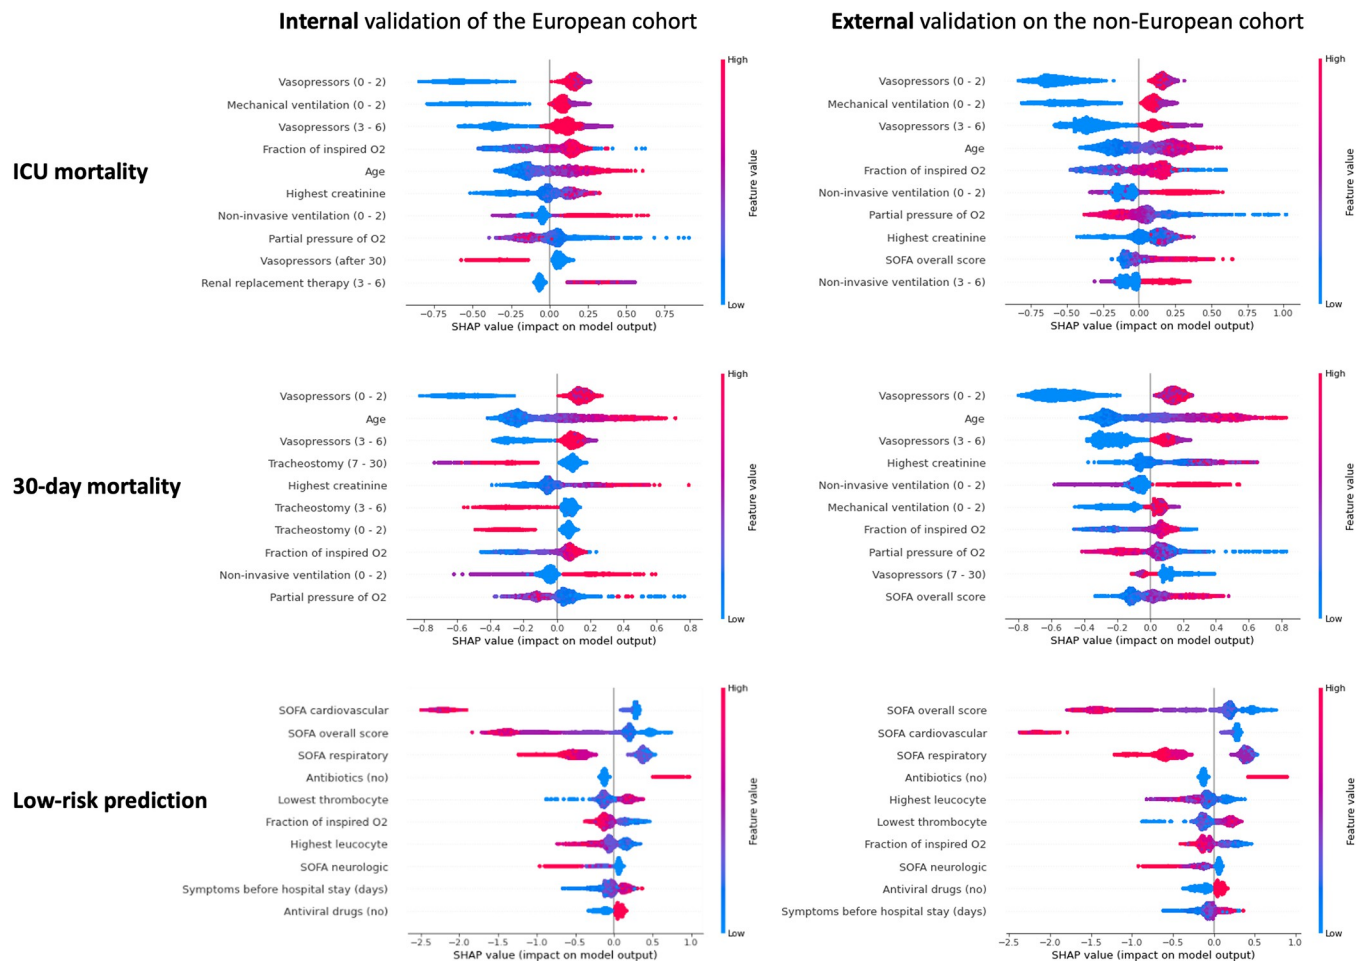 Internal validation of the European cohort
External validation on the non-European cohort
ICU mortality
High
Vasopressors (0 - 2)
Mechanical ventilation (0 - 2)
Vasopressors (3 - 6)
Fraction of inspired O2
Age
Highest creatinine
Non-invasive ventilation (0 - 2)
Partial pressure of O2
Vasopressors (after 30)
Renal replacement therapy (3 - 6)
Feature value
Low
−0.75 −0.50 −0.25 0.00 0.25 0.50 0.75
SHAP value (impact on model output)
High
Vasopressors (0 - 2)
Mechanical ventilation (0 - 2)
Vasopressors (3 - 6)
Age
Fraction of inspired O2
Non-invasive ventilation (0 - 2)
Partial pressure of O2
Highest creatinine
SOFA overall score
Non-invasive ventilation (3 - 6)
Feature value
Low
−0.75 −0.50 −0.25 0.00 0.25 0.50 0.75 1.00
SHAP value (impact on model output)
30-day mortality
High
Vasopressors (0 - 2)
Age
Vasopressors (3 - 6)
Tracheostomy (7 - 30)
Highest creatinine
Tracheostomy (3 - 6)
Tracheostomy (0 - 2)
Fraction of inspired O2
Non-invasive ventilation (0 - 2)
Partial pressure of O2
Feature value
Low
−0.8 −0.6 −0.4 −0.2 0.0 0.2 0.4 0.6 0.8
SHAP value (impact on model output)
High
Vasopressors (0 - 2)
Age
Vasopressors (3 - 6)
Highest creatinine
Non-invasive ventilation (0 - 2)
Mechanical ventilation (0 - 2)
Fraction of inspired O2
Partial pressure of O2
Vasopressors (7 - 30)
SOFA overall score
Feature value
Low
−0.8 −0.6 −0.4 −0.2 0.0 0.2 0.4 0.6 0.8
SHAP value (impact on model output)
Low-risk prediction
High
SOFA cardiovascular
SOFA overall score
SOFA respiratory
Antibiotics (no)
Lowest thrombocyte
Fraction of inspired O2
Highest leucocyte
SOFA neurologic
Symptoms before hospital stay (days)
Antiviral drugs (no)
Feature value
Low
−2.5 −2.0 −1.5 −1.0 −0.5 0.0 0.5 1.0
SHAP value (impact on model output)
High
SOFA overall score
SOFA cardiovascular
SOFA respiratory
Antibiotics (no)
Highest leucocyte
Lowest thrombocyte
Fraction of inspired O2
SOFA neurologic
Antiviral drugs (no)
Symptoms before hospital stay (days)
Feature value
Low
−2.5 −2.0 −1.5 −1.0 −0.5 0.0 0.5 1.0
SHAP value (impact on model output)